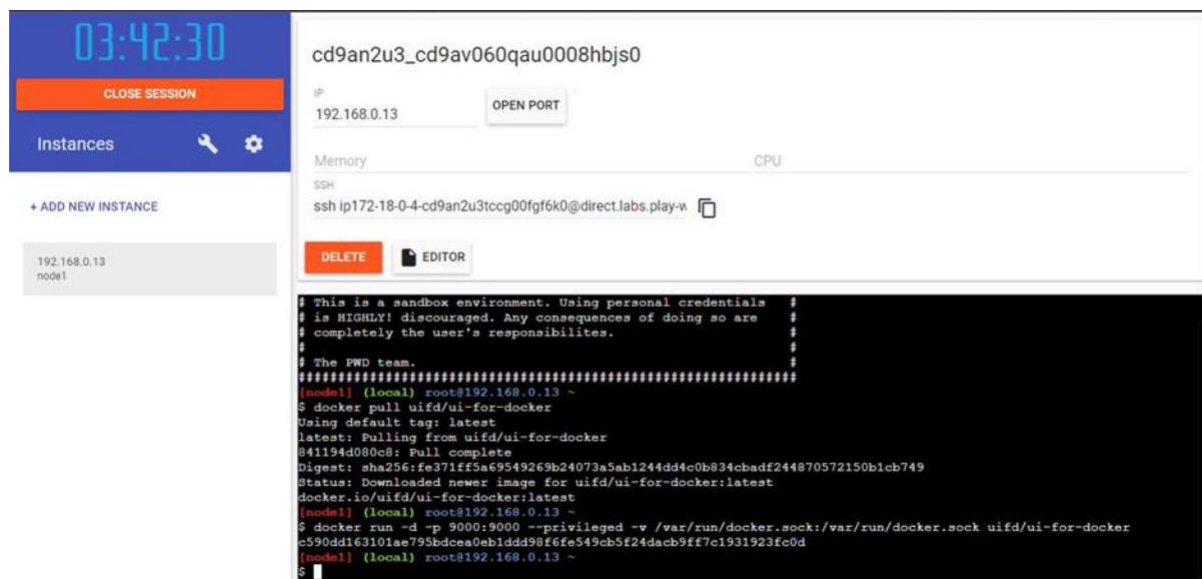 03:42:30
CLOSE SESSION
Instances
+ ADD NEW INSTANCE
192.168.0.13
node1
cd9an2u3_cd9av060qau0008hbjs0
IP
192.168.0.13
OPEN PORT
Memory
CPU
SSH
ssh ip172-18-0-4-cd9an2u3tccg00fgf6k0@direct.labs.play-w
DELETE
EDITOR
# This is a sandbox environment. Using personal credentials #
# is HIGHLY! discouraged. Any consequences of doing so are #
# completely the user's responsibilites. #
# #
# The PWD team. #
###############################################################
[node1] (local) root@192.168.0.13 ~
$ docker pull uifd/ui-for-docker
Using default tag: latest
latest: Pulling from uifd/ui-for-docker
841194d080c8: Pull complete
Digest: sha256:fe371ff5a69549269b24073a5ab1244dd4c0b834cbadf244870572150b1cb749
Status: Downloaded newer image for uifd/ui-for-docker:latest
docker.io/uifd/ui-for-docker:latest
[node1] (local) root@192.168.0.13 ~
$ docker run -d -p 9000:9000 --privileged -v /var/run/docker.sock:/var/run/docker.sock uifd/ui-for-docker
c590dd163101ae795bdcea0eb1ddd98f6fe549cb5f24dacb9ff7c1931923fc0d
[node1] (local) root@192.168.0.13 ~
$